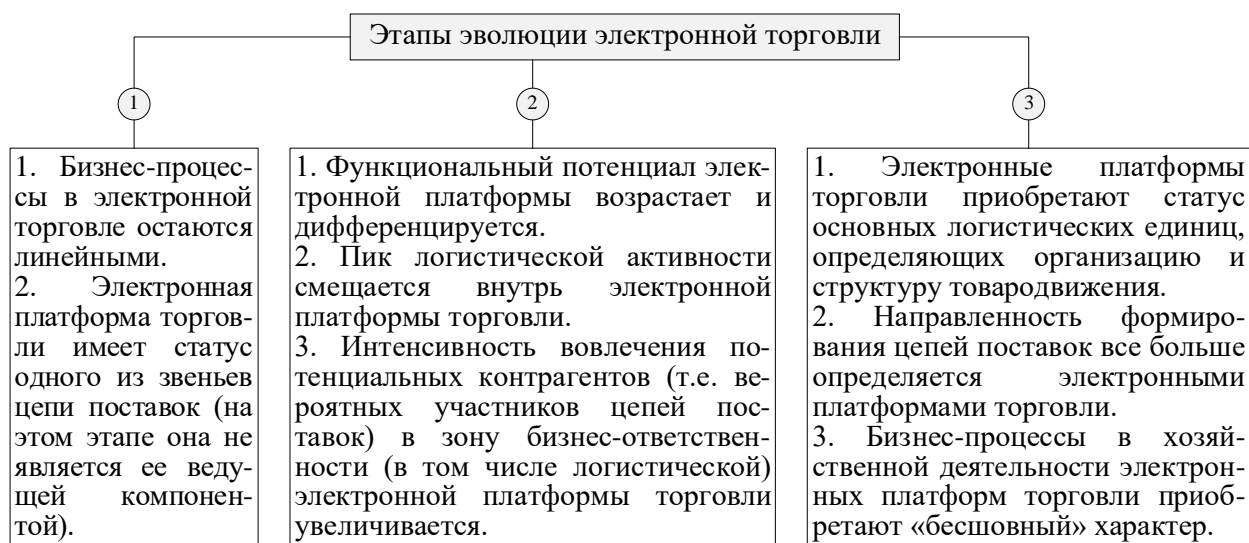 Этапы эволюции электронной торговли
1
2
3
1. Бизнес-процес-
сы в электронной
торговле остаются
линейными.
2. Электронная
платформа торгов-
ли имеет статус
одного из звеньев
цепи поставок (на
этом этапе она не
является ее веду-
щей компонен-
той).
1. Функциональный потенциал элек-
тронной платформы возрастает и
дифференцируется.
2. Пик логистической активности
смещается внутрь электронной
платформы торговли.
3. Интенсивность вовлечения по-
тенциальных контрагентов (т.е. ве-
роятных участников цепей пос-
тавок) в зону бизнес-ответствен-
ности (в том числе логистической)
электронной платформы торговли
увеличивается.
1. Электронные платформы
торговли приобретают статус
основных логистических единиц,
определяющих организацию и
структуру товародвижения.
2. Направленность формиро-
вания цепей поставок все больше
определяется электронными
платформами торговли.
3. Бизнес-процессы в хозяй-
ственной деятельности электрон-
ных платформ торговли приоб-
ретают «бесшовный» характер.